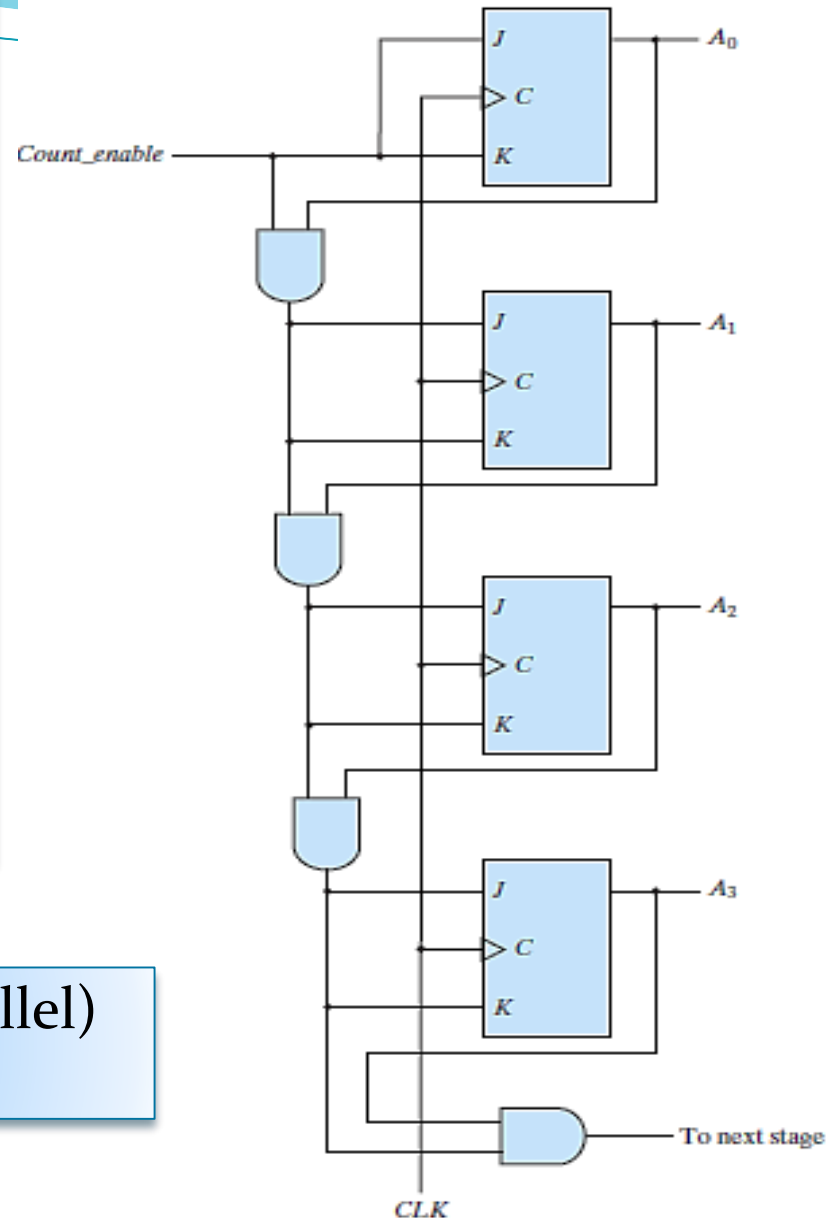 J
A₀
C
Count_enable
K
J
A₁
C
K
J
A₂
C
K
J
A₃
llel)
C
K
To next stage
CLK